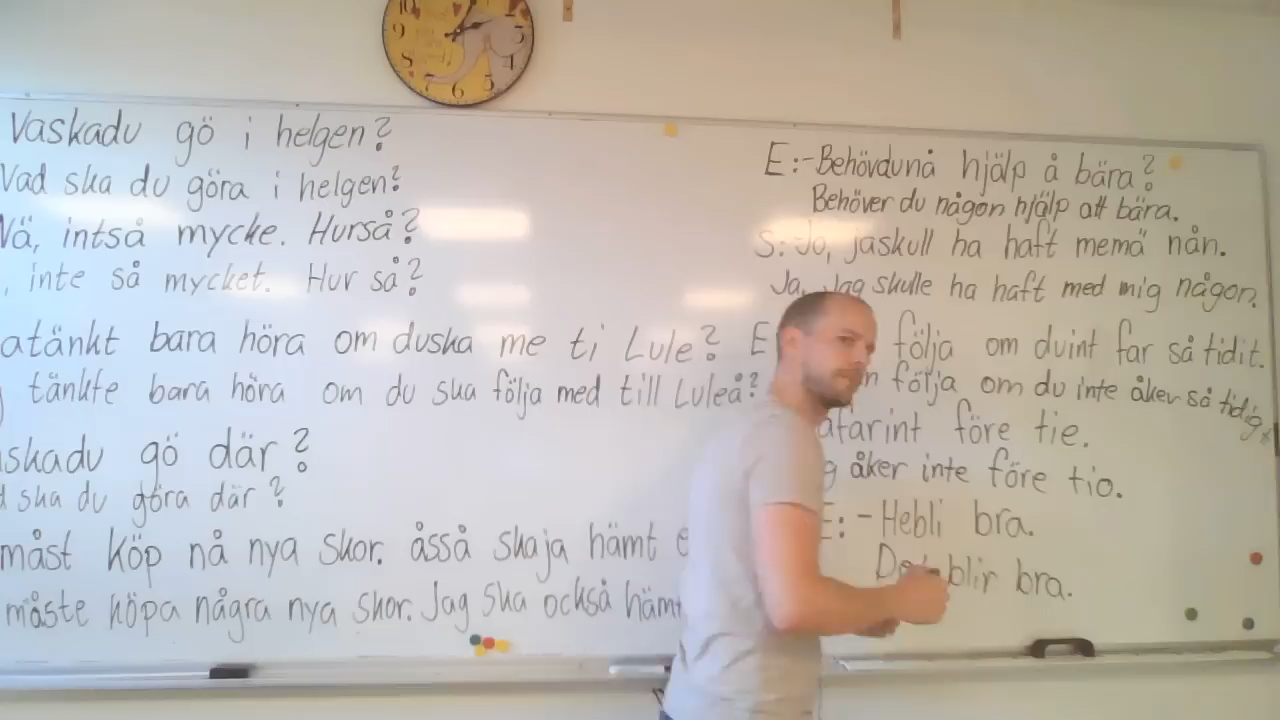 Vaskadu gö i helgen?
Vad ska du göra i helgen?
Nä, intså mycke. Hurså?
, inte så mycket. Hur så?
atänkt bara höra om duska me ti Lule?
tänkte bara höra om du ska följa med till Luleå?
skadu gö där?
ska du göra där?
måst köp nå nya skor. åsså skaja hämt e
måste köpa några nya skor. Jag ska också hämt
E:-Behövdunå hjälp å bära?
Behöver du någon hjälp att bära.
S: Jo, jaskull ha haft memä nån.
Ja, Jag skulle ha haft med mig någon.
E följa om duint far så tidit.
n följa om du inte åker så tidigt
afarint före tie.
g åker inte före tio.
E: - Hebli bra.
blir bra.